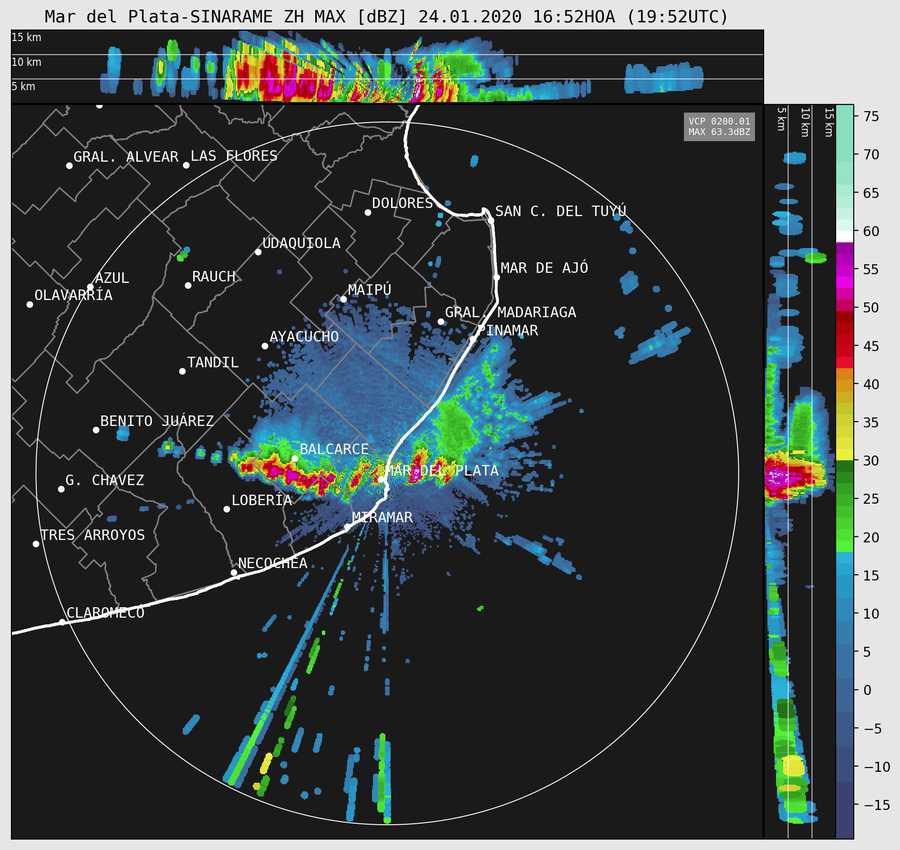 Mar del Plata-SINARAME ZH MAX [dBZ] 24.01.2020 16:52HOA (19:52UTC)
15 km
10 km
5 km
5 km
10 km
15 km
VCP 0200.01
MAX 63.3dBZ
GRAL. ALVEAR
LAS FLORES
DOLORES
SAN C. DEL TUYÚ
UDAQUIOLA
AZUL
RAUCH
MAR DE AJÓ
OLAVARRÍA
MAIPÚ
GRAL. MADARIAGA
PINAMAR
AYACUCHO
TANDIL
BENITO JUÁREZ
BALCARCE
MAR DEL PLATA
G. CHAVEZ
LOBERÍA
MIRAMAR
TRES ARROYOS
NECOCHEA
CLAROMECÓ
75
70
65
60
55
50
45
40
35
30
25
20
15
10
5
0
−5
−10
−15